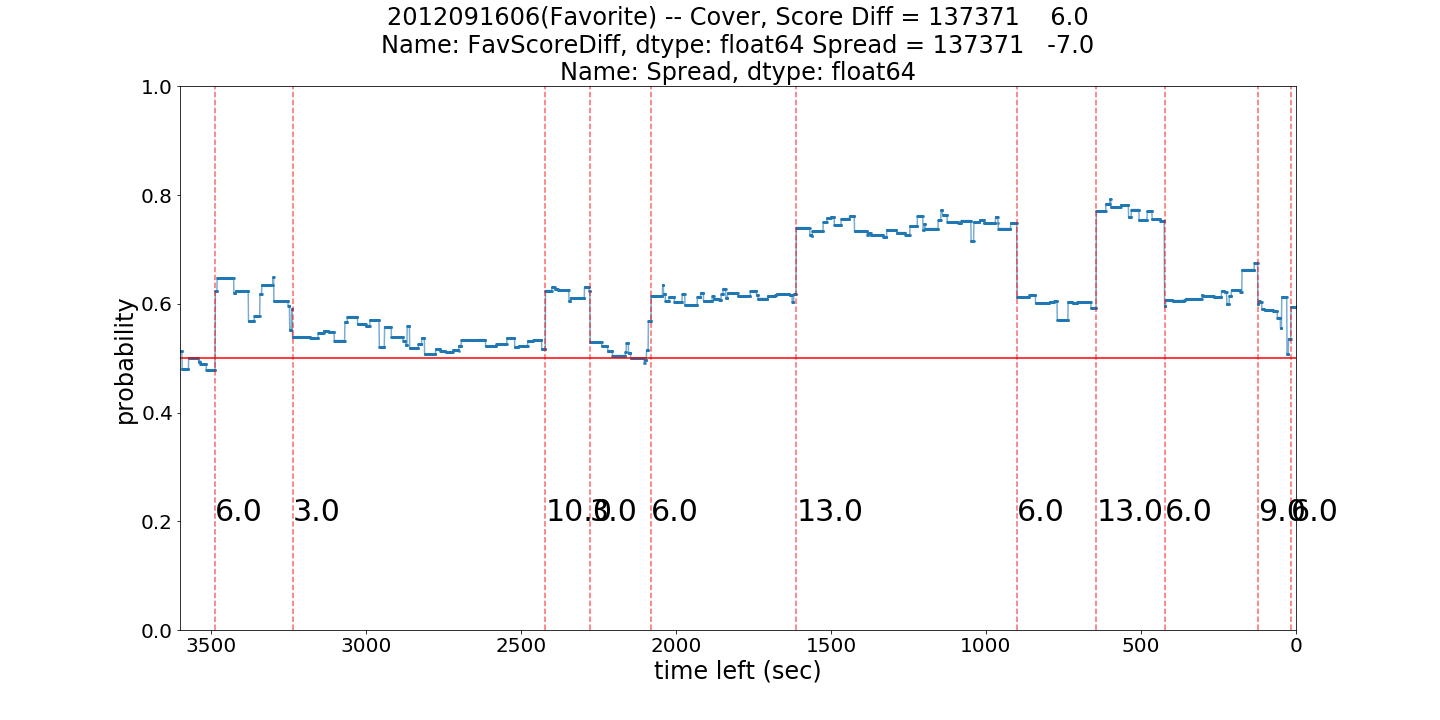 2012091606(Favorite) -- Cover, Score Diff = 137371 6.0
Name: FavScoreDiff, dtype: float64 Spread = 137371 -7.0
Name: Spread, dtype: float64
1.0
0.8
0.6
0.4
0.2
0.0
probability
6.0 3.0 10.0 3.0 6.0 13.0 6.0 13.0 6.0 9.0 6.0
3500 3000 2500 2000 1500 1000 500 0
time left (sec)